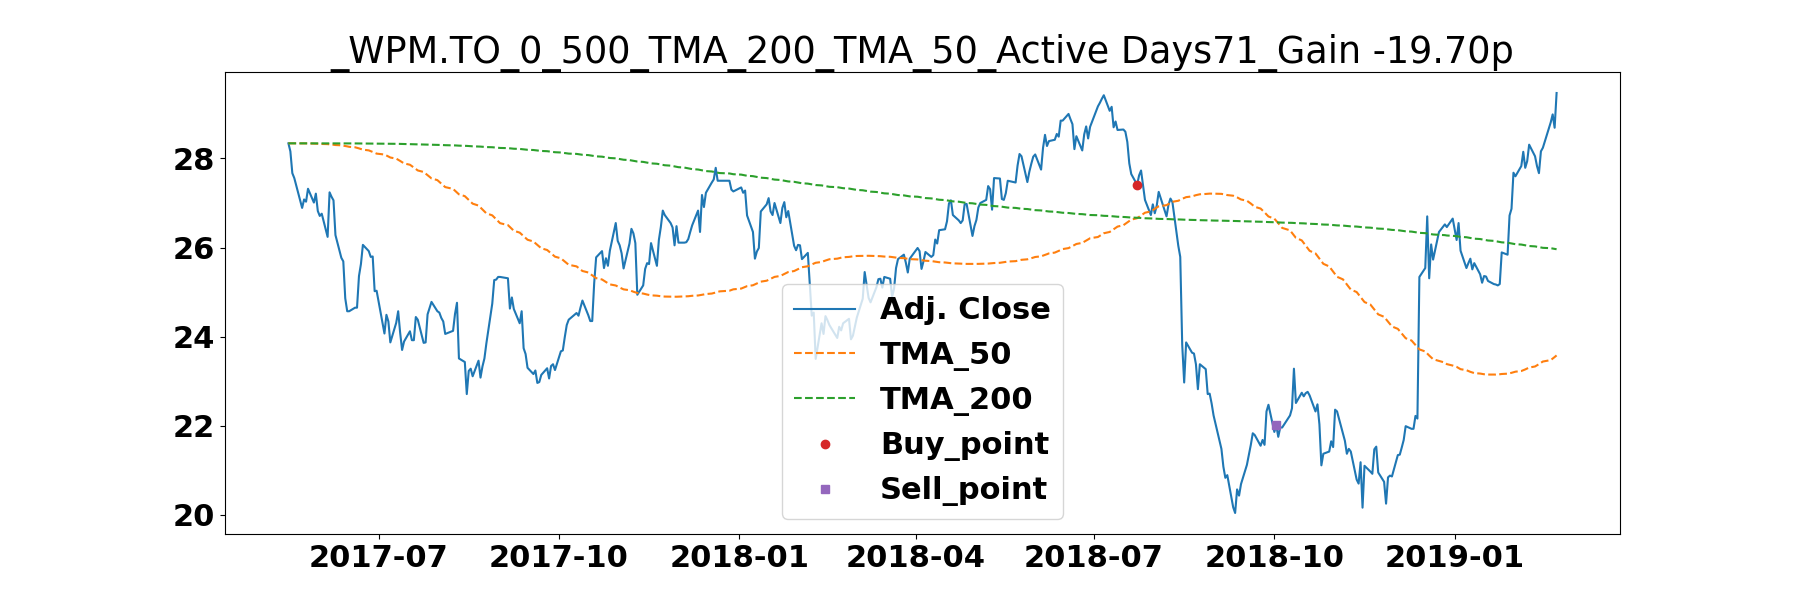 _WPM.TO_0_500_TMA_200_TMA_50_Active Days71_Gain -19.70p
28
26
24
22
20
Adj. Close
TMA_50
TMA_200
Buy_point
Sell_point
2017-07 2017-10 2018-01 2018-04 2018-07 2018-10 2019-01